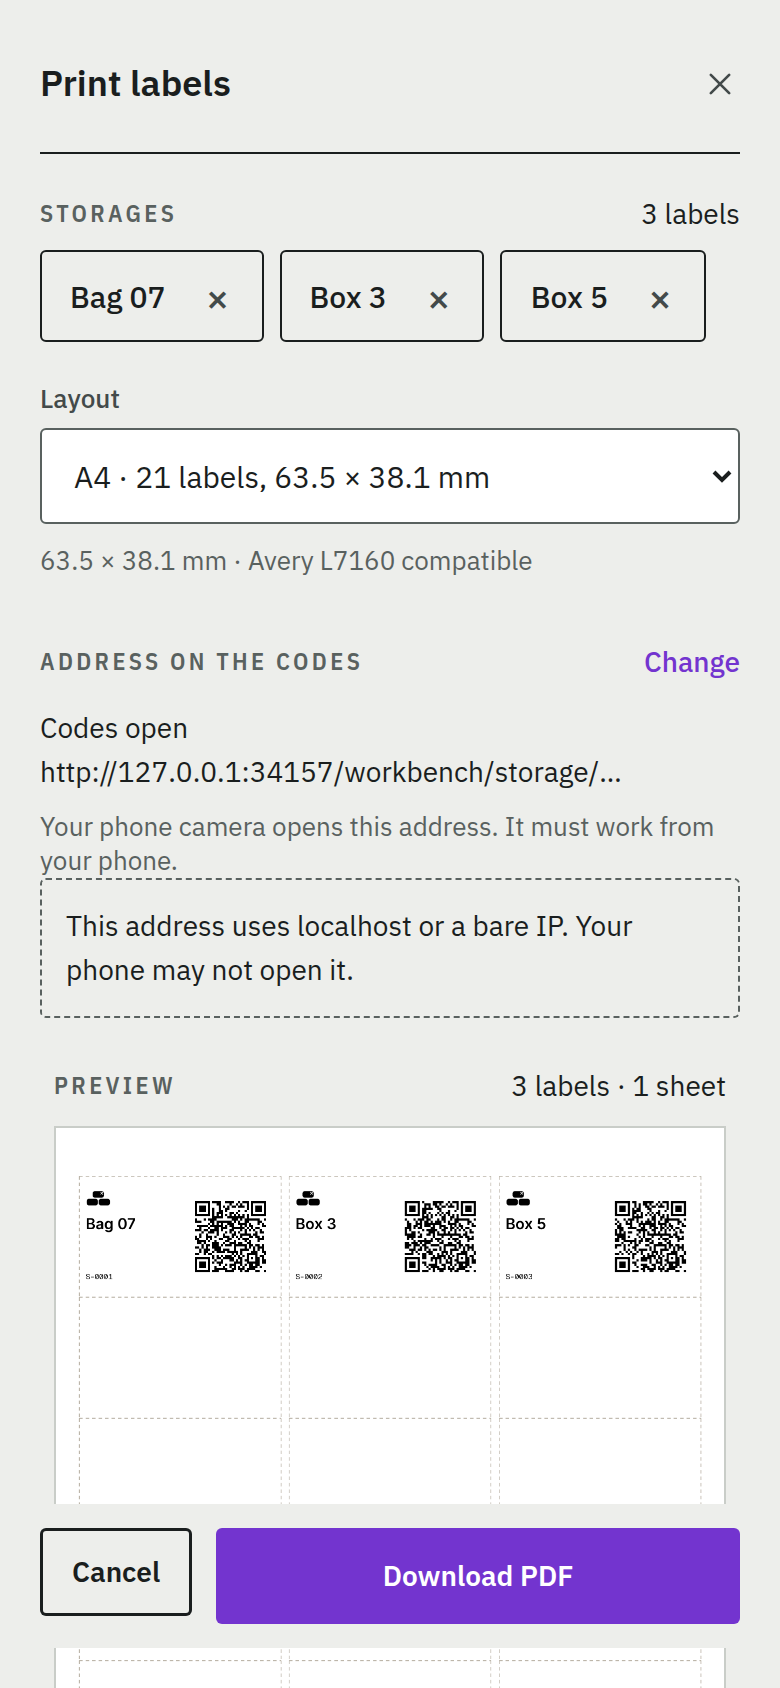 Print labels
STORAGES
3 labels
Bag 07 ×
Box 3 ×
Box 5 ×
Layout
A4 · 21 labels, 63.5 × 38.1 mm
63.5 × 38.1 mm · Avery L7160 compatible
ADDRESS ON THE CODES
Change
Codes open
http://127.0.0.1:34157/workbench/storage/…
Your phone camera opens this address. It must work from
your phone.
This address uses localhost or a bare IP. Your
phone may not open it.
PREVIEW
3 labels · 1 sheet
Bag 07
S-0001
Box 3
S-0002
Box 5
S-0003
Cancel
Download PDF